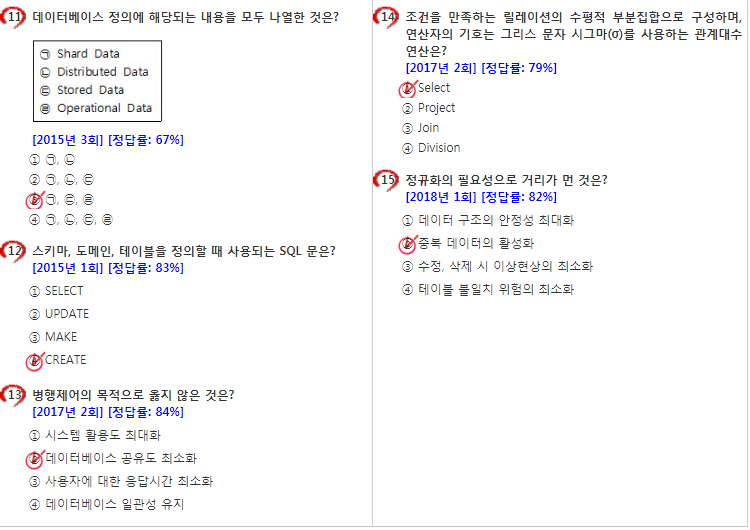 11 데이터베이스 정의에 해당되는 내용을 모두 나열한 것은?
㉠ Shard Data
㉡ Distributed Data
㉢ Stored Data
㉣ Operational Data
[2015년 3회] [정답률: 67%]
① ㉠, ㉡
② ㉠, ㉡, ㉢
③ ㉠, ㉢, ㉣
④ ㉠, ㉡, ㉢, ㉣
12 스키마, 도메인, 테이블을 정의할 때 사용되는 SQL 문은?
[2015년 1회] [정답률: 83%]
① SELECT
② UPDATE
③ MAKE
④ CREATE
13 병행제어의 목적으로 옳지 않은 것은?
[2017년 2회] [정답률: 84%]
① 시스템 활용도 최대화
② 데이터베이스 공유도 최소화
③ 사용자에 대한 응답시간 최소화
④ 데이터베이스 일관성 유지
14 조건을 만족하는 릴레이션의 수평적 부분집합으로 구성하며,
연산자의 기호는 그리스 문자 시그마(σ)를 사용하는 관계대수
연산은?
[2017년 2회] [정답률: 79%]
① Select
② Project
③ Join
④ Division
15 정규화의 필요성으로 거리가 먼 것은?
[2018년 1회] [정답률: 82%]
① 데이터 구조의 안정성 최대화
② 중복 데이터의 활성화
③ 수정, 삭제 시 이상현상의 최소화
④ 테이블 불일치 위험의 최소화